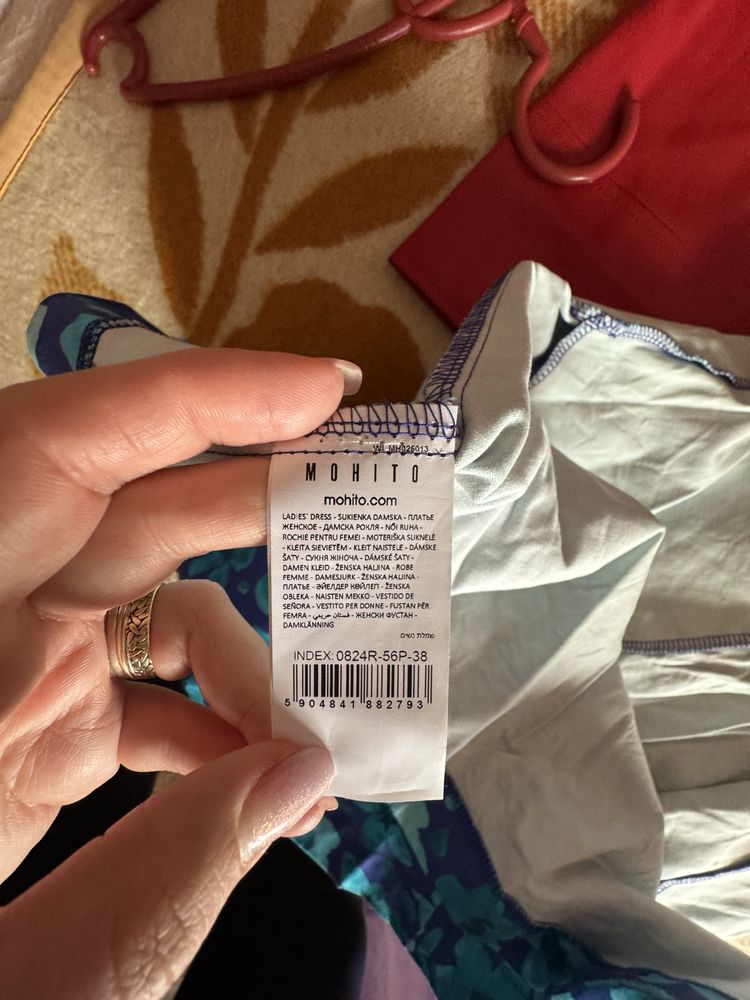 WI_MH025013
MOHITO
mohito.com
LADIES' DRESS - SUKIENKA DAMSKA - ПЛАТЬЕ
ЖЕНСКОЕ - ДАМСКА РОКЛЯ - NŐI RUHA -
ROCHIE PENTRU FEMEI - MOTERIŠKA SUKNELĖ
- KLEITA SIEVIETĒM - KLEIT NAISTELE - DÁMSKE
ŠATY - СУКНЯ ЖІНОЧА - DÁMSKÉ ŠATY -
DAMEN KLEID - ŽENSKA HALJINA - ROBE
FEMME - DAMESJURK - ŽENSKA HALJINA -
ПЛАТЬЕ - ӘЙЕЛДЕР КӨЙЛЕГІ - ŽENSKA
OBLEKA - NAISTEN MEKKO - VESTIDO DE
SEÑORA - VESTITO PER DONNE - FUSTAN PËR
FEMRA - فستان حريمي - ЖЕНСКИ ФУСТАН -
DAMKLÄNNING
שמלות נשים
INDEX: 0824R-56P-38
5 904841 882793